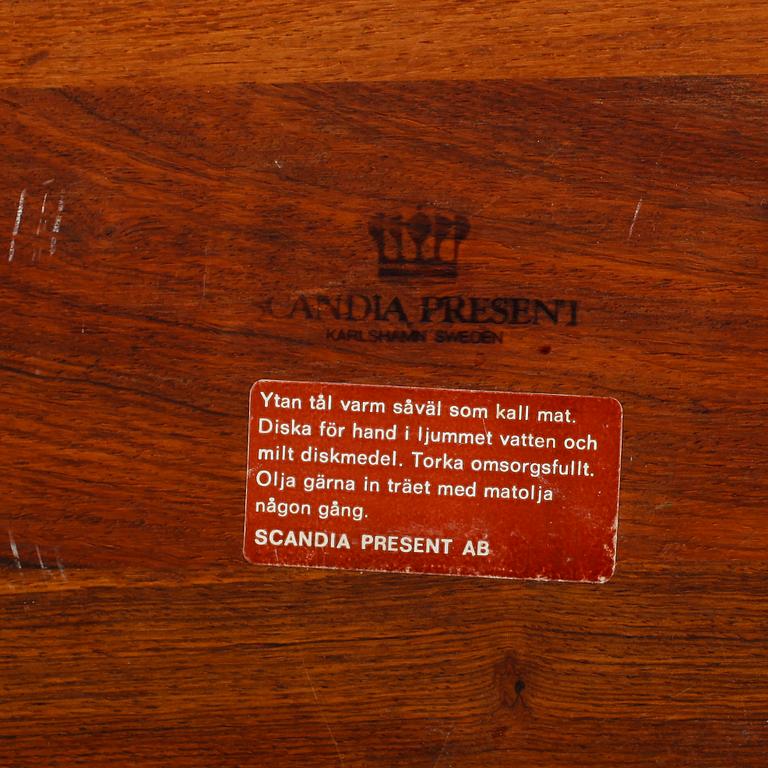 SCANDIA PRESENT
KARLSHAMN SWEDEN
Ytan tål varm såväl som kall mat.
Diska för hand i ljummet vatten och
milt diskmedel. Torka omsorgsfullt.
Olja gärna in träet med matolja
någon gång.
SCANDIA PRESENT AB